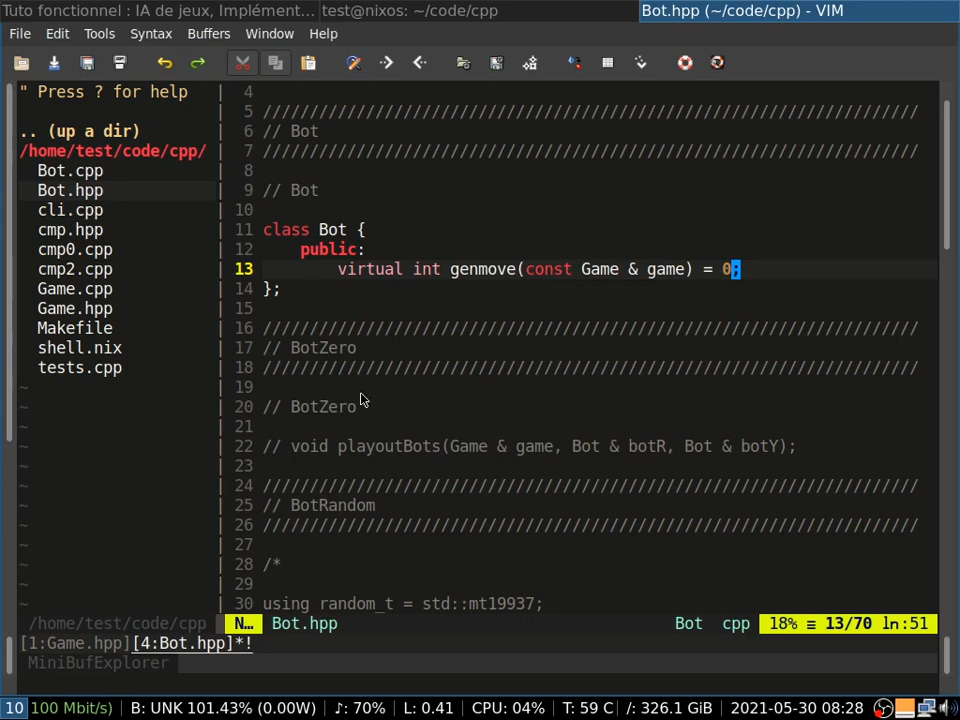 Tuto fonctionnel : IA de jeux, Implément... test@nixos: ~/code/cpp Bot.hpp (~/code/cpp) - VIM
File Edit Tools Syntax Buffers Window Help
" Press ? for help
.. (up a dir)
/home/test/code/cpp/
Bot.cpp
Bot.hpp
cli.cpp
cmp.hpp
cmp0.cpp
cmp2.cpp
Game.cpp
Game.hpp
Makefile
shell.nix
tests.cpp
~
~
~
~
~
~
~
~
~
~
~
~
4
5 //////////////////////////////////////////////////////////////////////
6 // Bot
7 //////////////////////////////////////////////////////////////////////
8
9 // Bot
10
11 class Bot {
12     public:
13         virtual int genmove(const Game & game) = 0;
14 };
15
16 //////////////////////////////////////////////////////////////////////
17 // BotZero
18 //////////////////////////////////////////////////////////////////////
19
20 // BotZero
21
22 // void playoutBots(Game & game, Bot & botR, Bot & botY);
23
24 //////////////////////////////////////////////////////////////////////
25 // BotRandom
26 //////////////////////////////////////////////////////////////////////
27
28 /*
29
30 using random_t = std::mt19937;
/home/test/code/cpp N… Bot.hpp Bot cpp 18% ≡ 13/70 ln:51
[1:Game.hpp][4:Bot.hpp]*!
MiniBufExplorer
10 100 Mbit/s) | B: UNK 101.43% (0.00W) | ♪: 70% | L: 0.41 | CPU: 04% | T: 59 C | /: 326.1 GiB | 2021-05-30 08:28